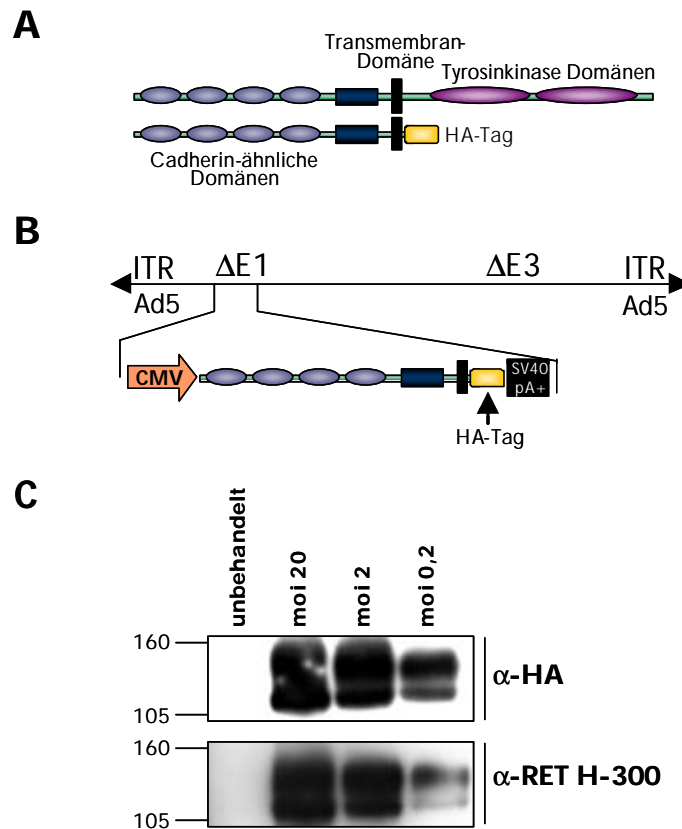 A
Transmembran-
Domäne
Tyrosinkinase Domänen
HA-Tag
Cadherin-ähnliche
Domänen
B
ITR
ΔE1
ΔE3
ITR
Ad5
Ad5
CMV
SV40
pA+
HA-Tag
C
unbehandelt
moi 20
moi 2
moi 0,2
160
α-HA
105
160
α-RET H-300
105